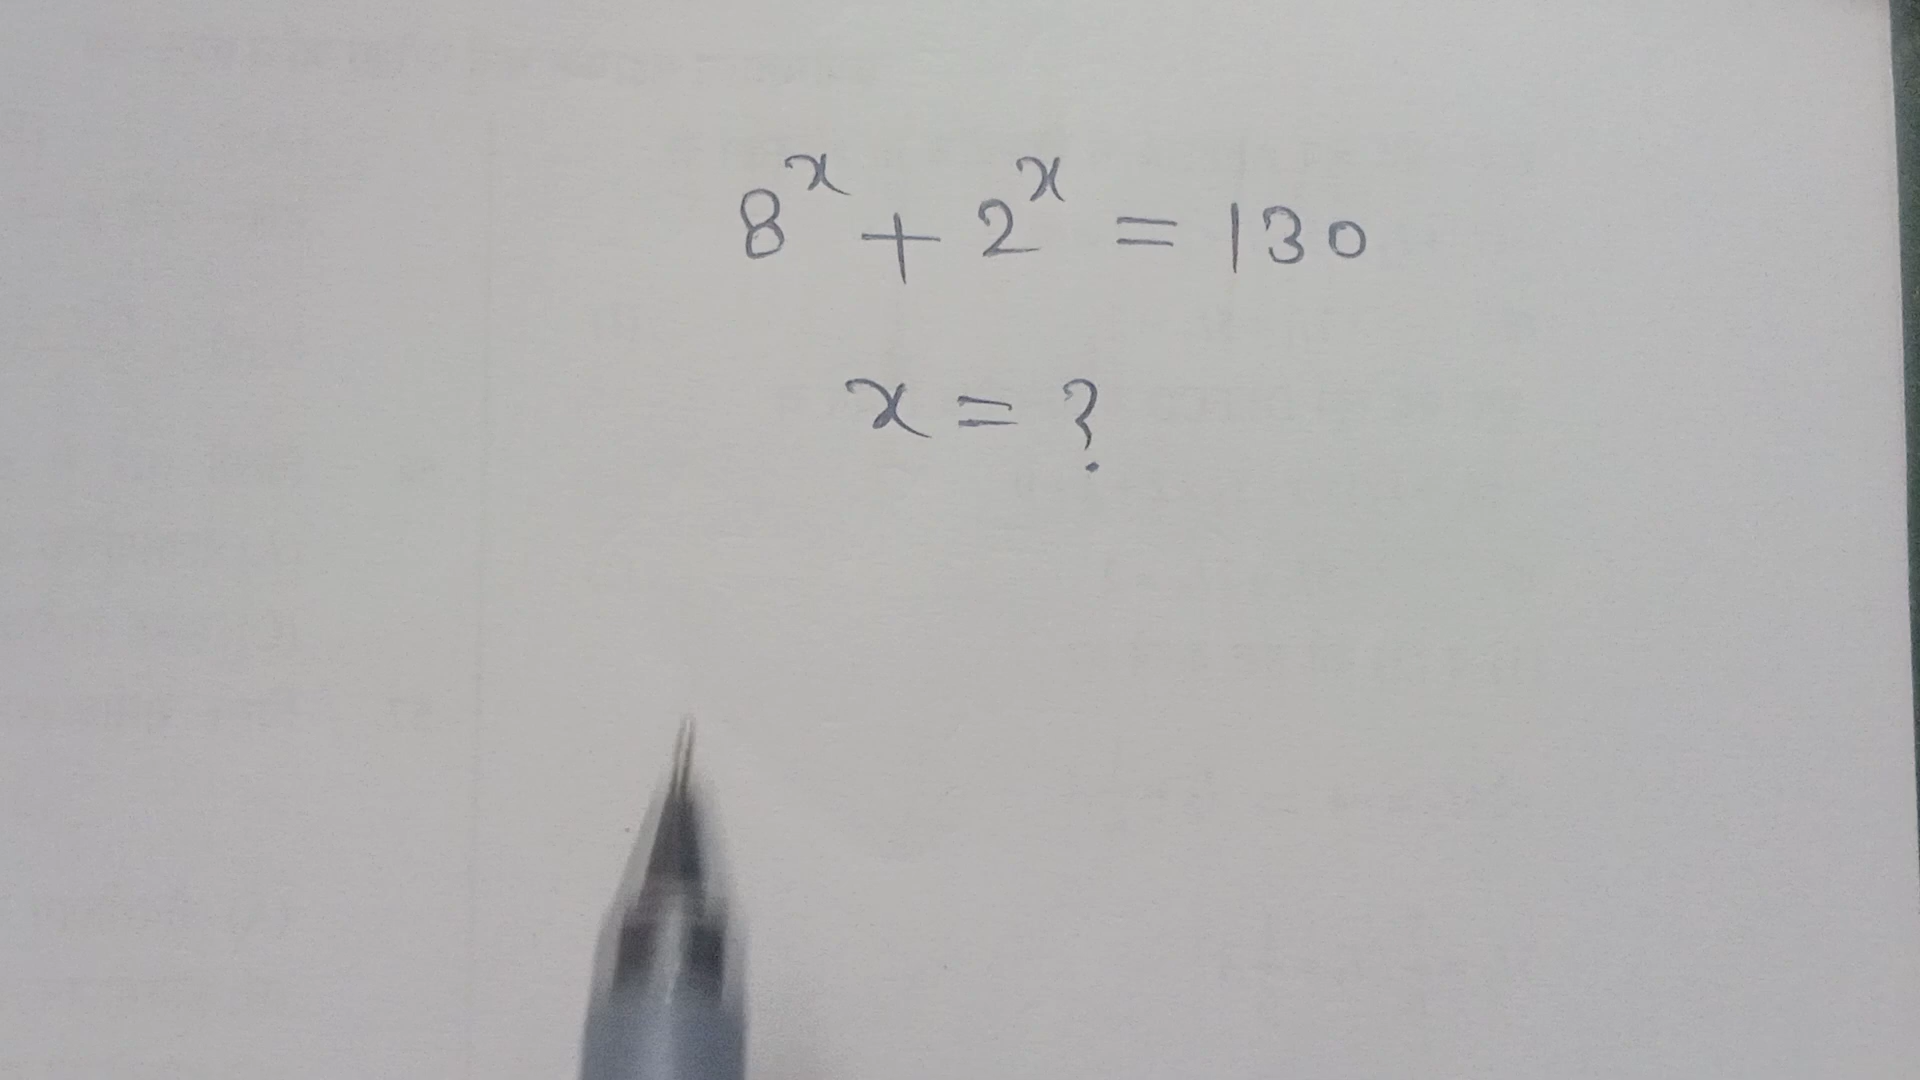 8^x + 2^x = 130
x = ?